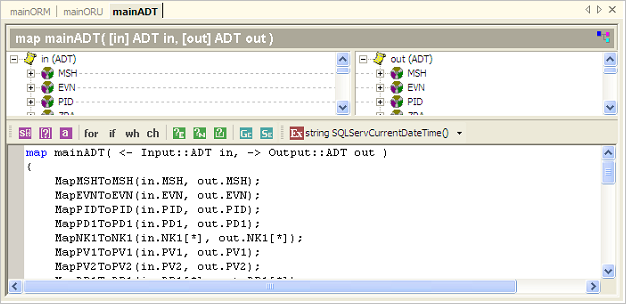 mainORM mainORU mainADT
map mainADT( [in] ADT in, [out] ADT out )
in (ADT) out (ADT)
MSH MSH
EVN EVN
PID PID
for if wh ch Ex string SQLServCurrentDateTime()
map mainADT( <- Input::ADT in, -> Output::ADT out )
{
MapMSHToMSH(in.MSH, out.MSH);
MapEVNToEVN(in.EVN, out.EVN);
MapPIDToPID(in.PID, out.PID);
MapPD1ToPD1(in.PD1, out.PD1);
MapNK1ToNK1(in.NK1[*], out.NK1[*]);
MapPV1ToPV1(in.PV1, out.PV1);
MapPV2ToPV2(in.PV2, out.PV2);